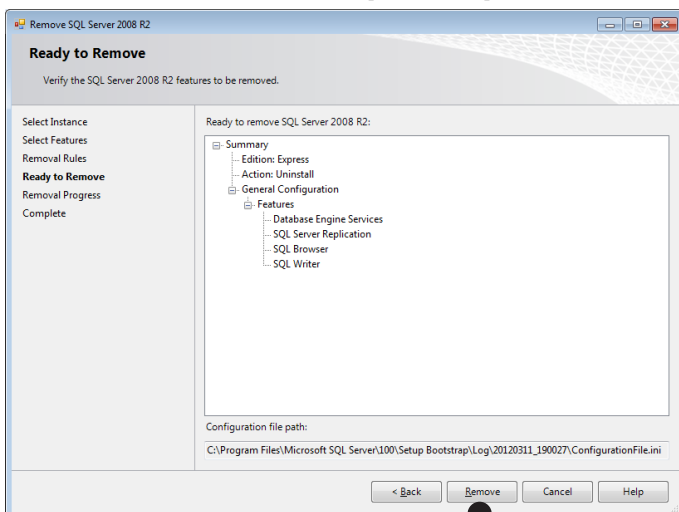 Remove SQL Server 2008 R2
Ready to Remove
Verify the SQL Server 2008 R2 features to be removed.
Select Instance
Select Features
Removal Rules
Ready to Remove
Removal Progress
Complete
Ready to remove SQL Server 2008 R2:
Summary
Edition: Express
Action: Uninstall
General Configuration
Features
Database Engine Services
SQL Server Replication
SQL Browser
SQL Writer
Configuration file path:
C:\Program Files\Microsoft SQL Server\100\Setup Bootstrap\Log\20120311_190027\ConfigurationFile.ini
< Back Remove Cancel Help